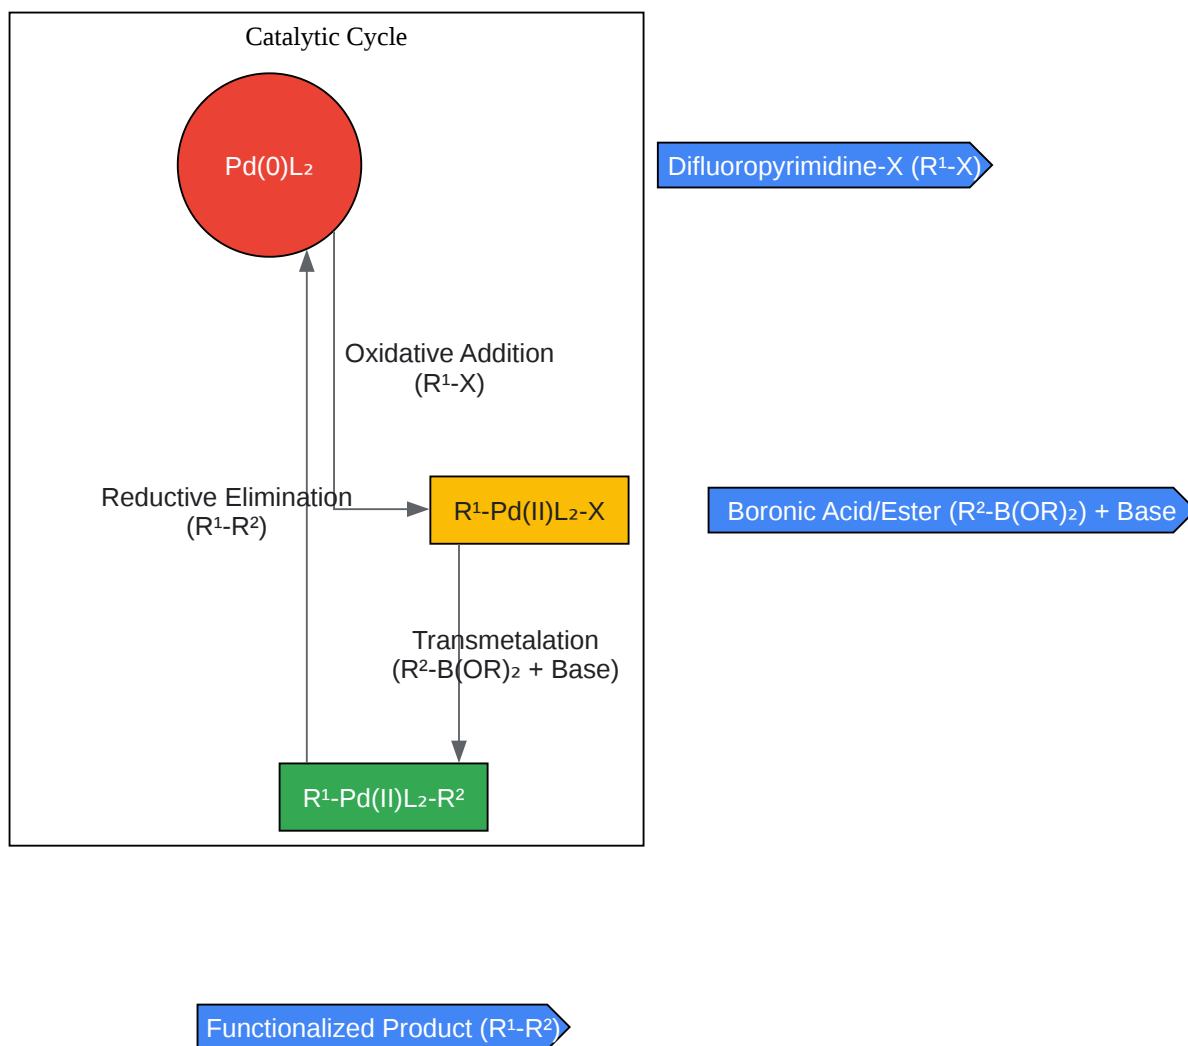 Catalytic Cycle
Pd(0)L₂
Difluoropyrimidine-X (R¹-X)
Oxidative Addition
(R¹-X)
Reductive Elimination
(R¹-R²)
R¹-Pd(II)L₂-X
Boronic Acid/Ester (R²-B(OR)₂) + Base
Transmetalation
(R²-B(OR)₂ + Base)
R¹-Pd(II)L₂-R²
Functionalized Product (R¹-R²)